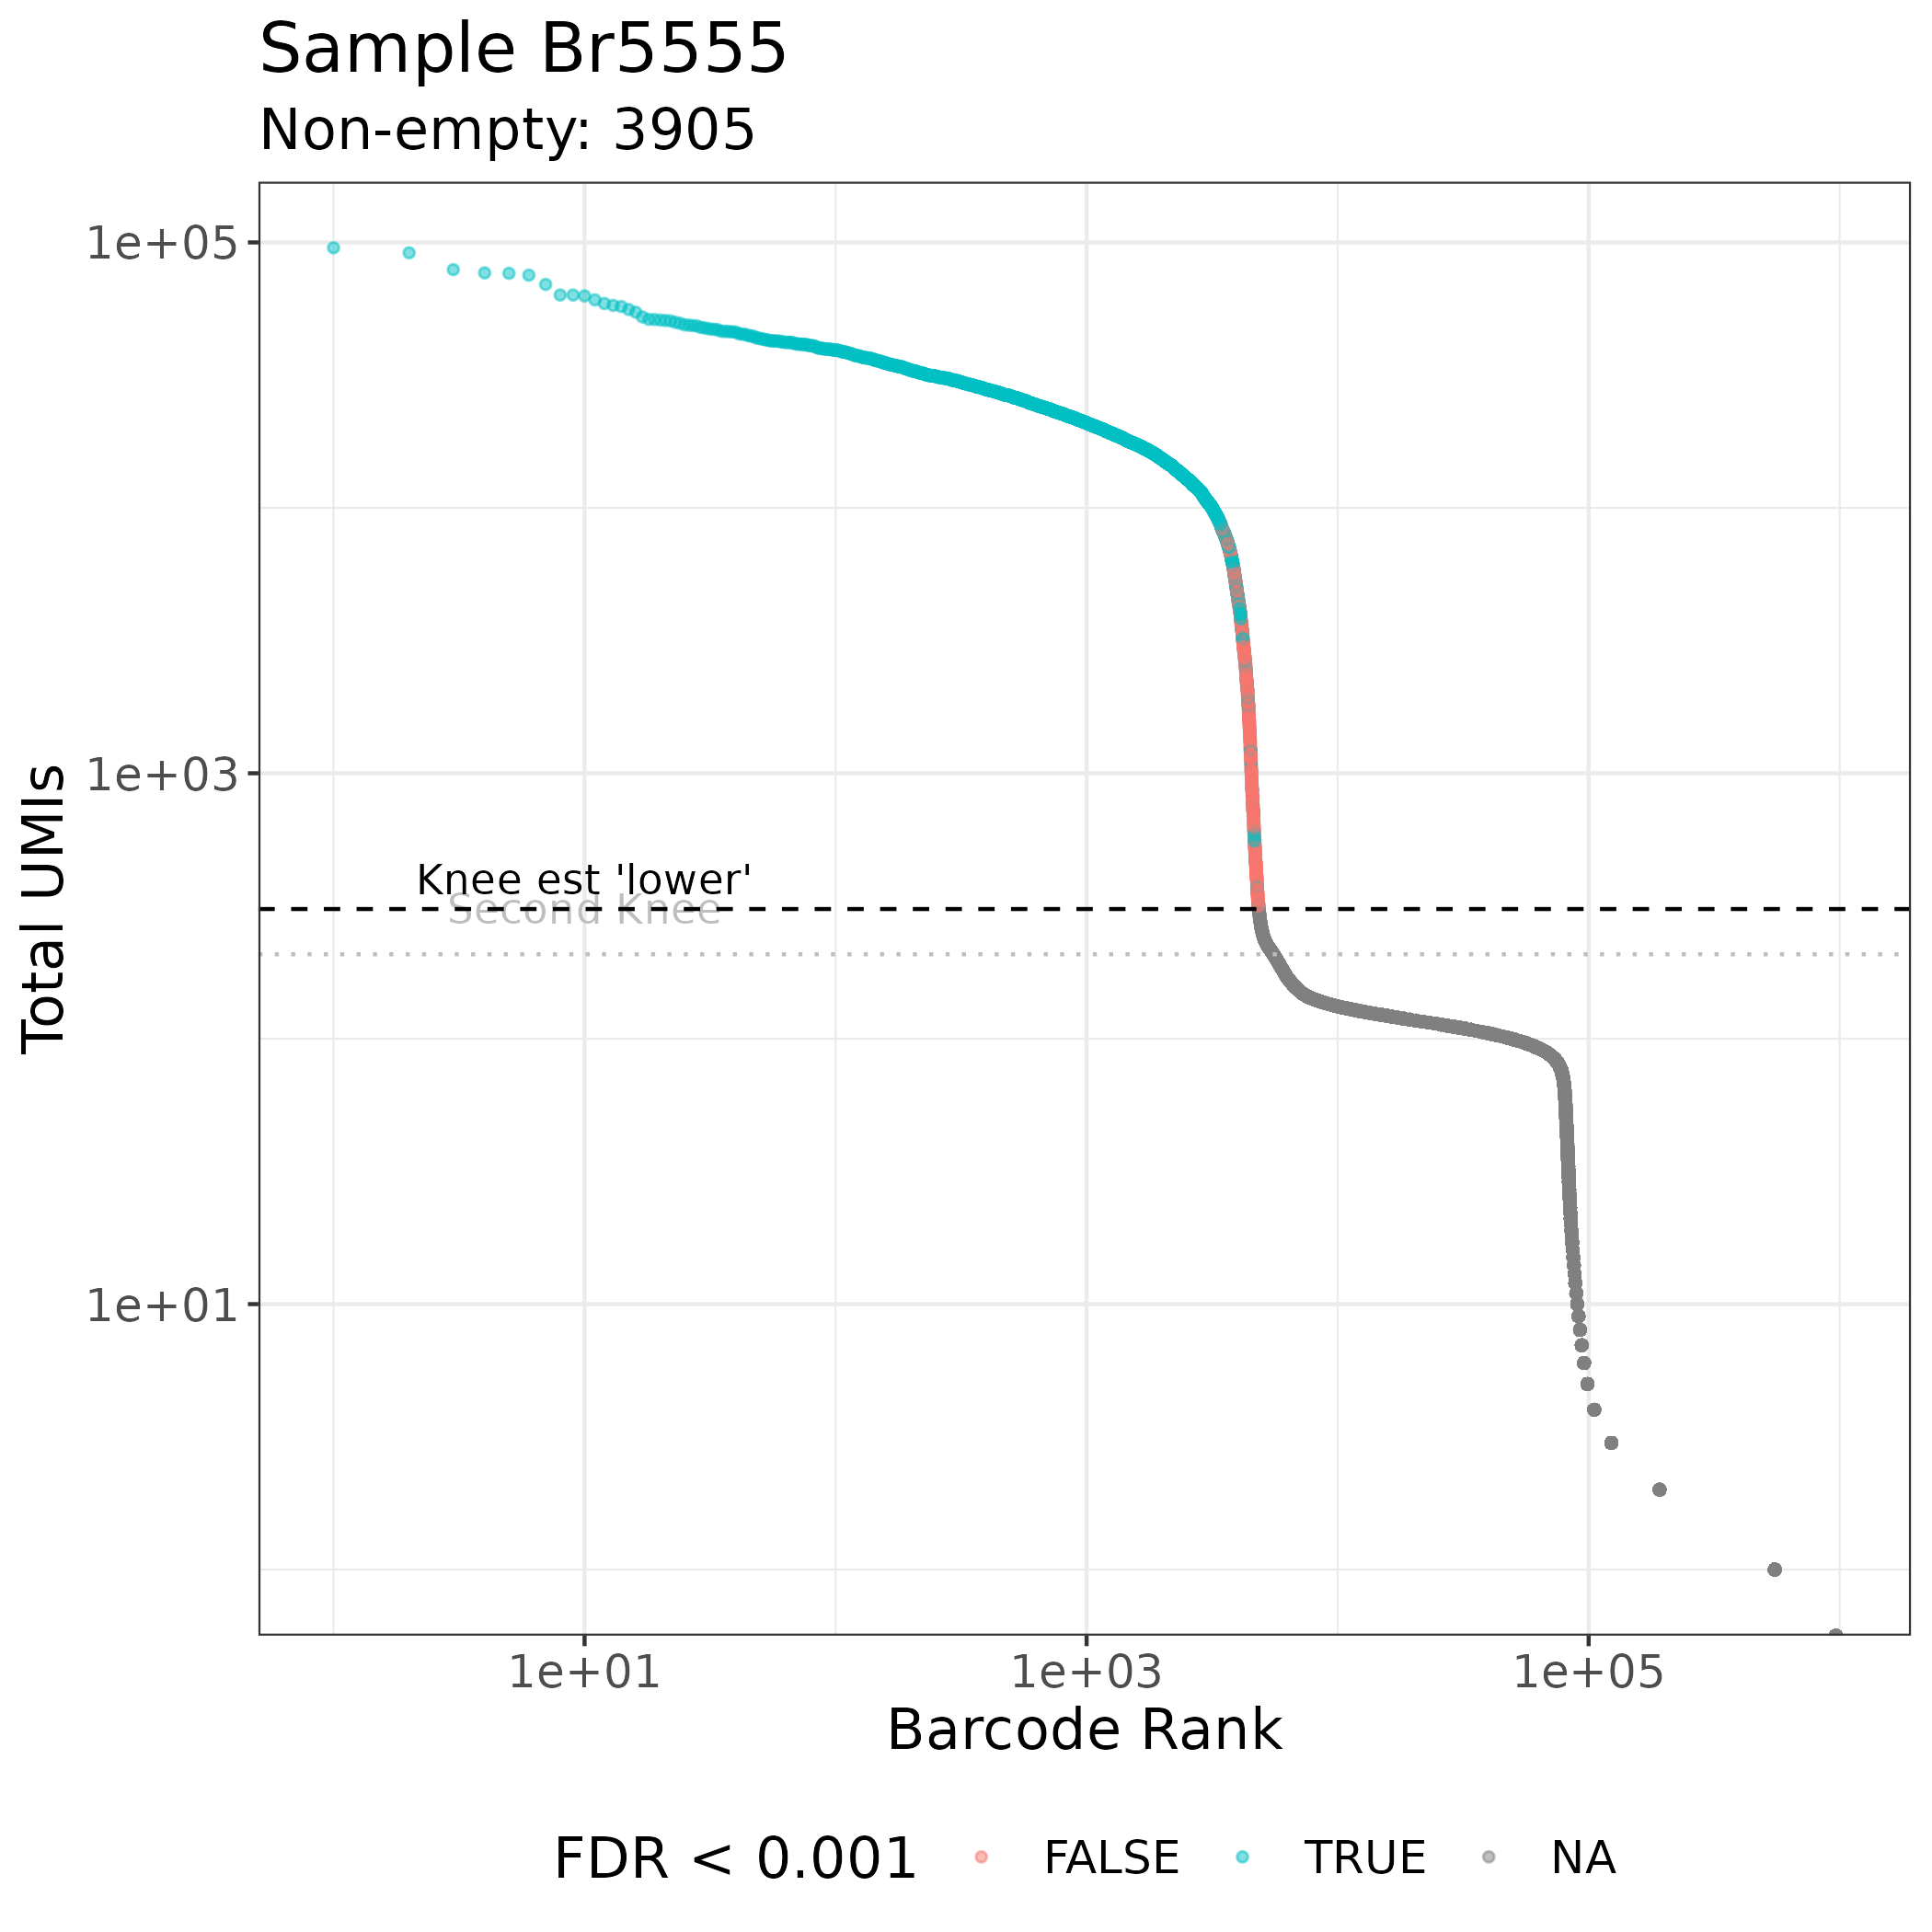 Sample Br5555
Non-empty: 3905
1e+05
1e+03
1e+01
Total UMIs
Knee est 'lower'
Second Knee
1e+01
1e+03
1e+05
Barcode Rank
FDR < 0.001
FALSE
TRUE
NA